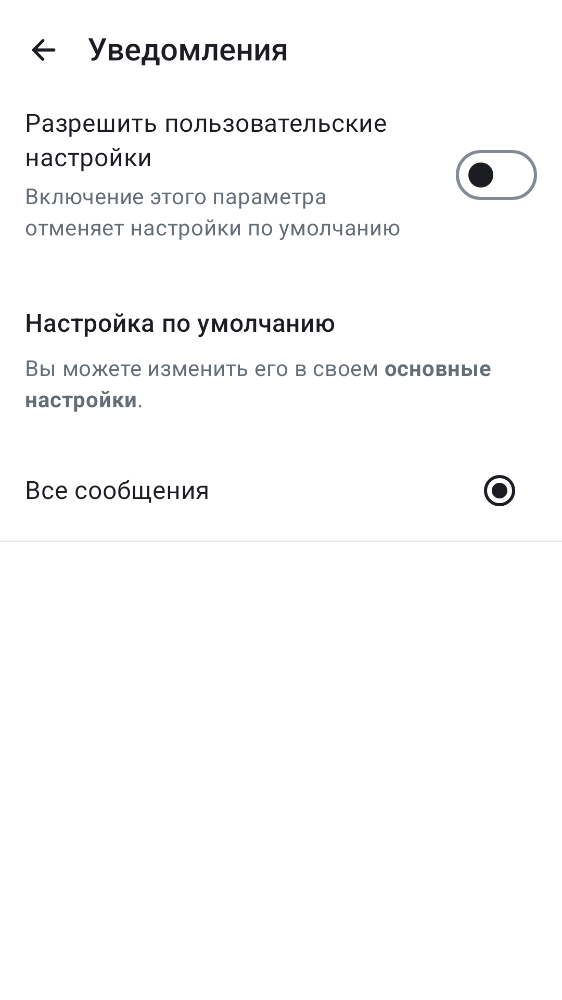 Уведомления
Разрешить пользовательские
настройки
Включение этого параметра
отменяет настройки по умолчанию
Настройка по умолчанию
Вы можете изменить его в своем основные
настройки.
Все сообщения